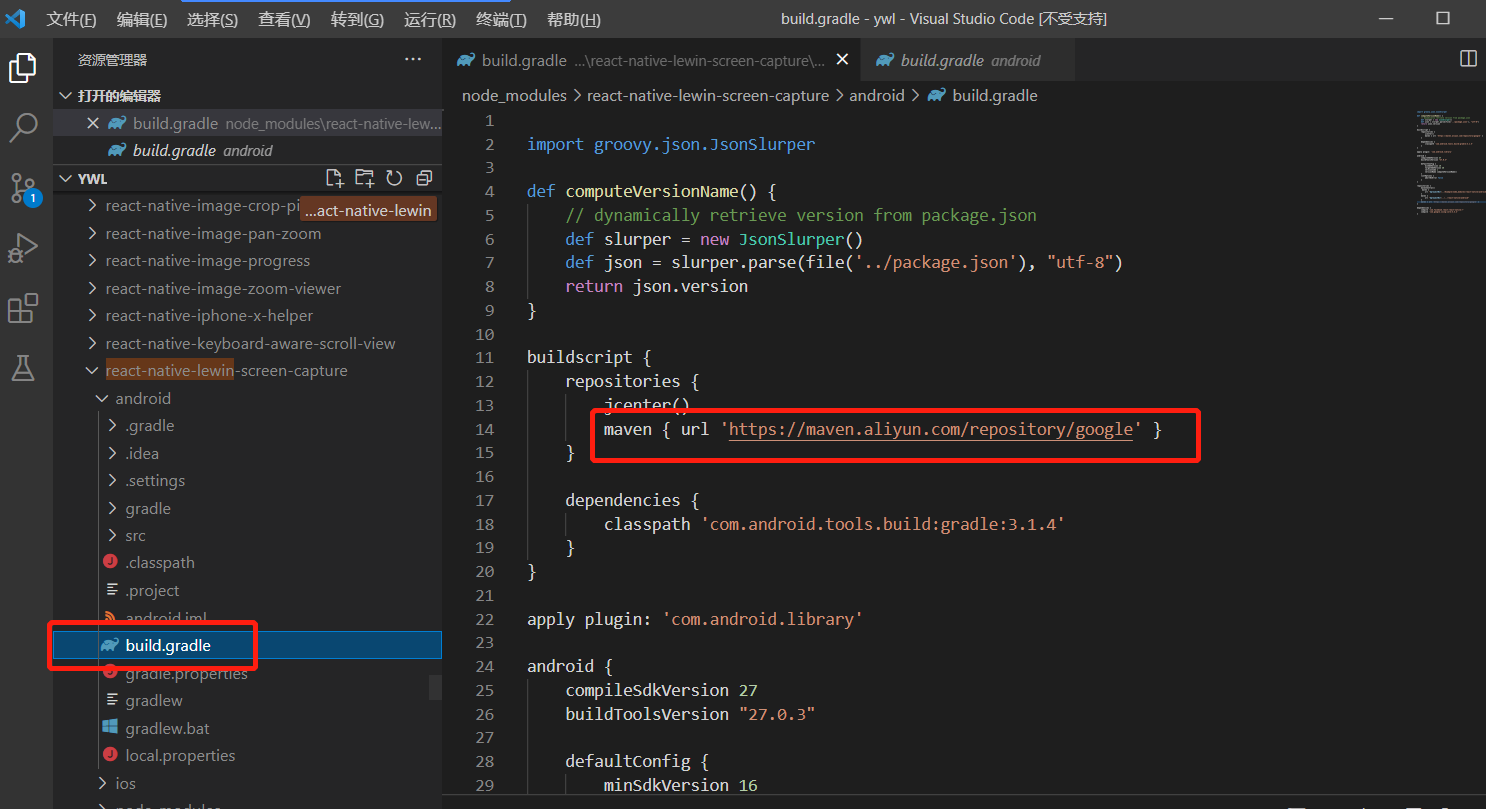 文件(F) 编辑(E) 选择(S) 查看(V) 转到(G) 运行(R) 终端(T) 帮助(H) build.gradle - ywl - Visual Studio Code [不受支持]
资源管理器 ···
打开的编辑器
build.gradle node_modules\react-native-lew...
build.gradle android
YWL
...act-native-lewin
react-native-image-crop-pi
react-native-image-pan-zoom
react-native-image-progress
react-native-image-zoom-viewer
react-native-iphone-x-helper
react-native-keyboard-aware-scroll-view
react-native-lewin-screen-capture
android
.gradle
.idea
.settings
gradle
src
.classpath
.project
android.iml
build.gradle
gradle.properties
gradlew
gradlew.bat
local.properties
ios
node_modules
1
build.gradle ...\react-native-lewin-screen-capture\...
build.gradle android
node_modules > react-native-lewin-screen-capture > android > build.gradle
1
2 import groovy.json.JsonSlurper
3
4 def computeVersionName() {
5 // dynamically retrieve version from package.json
6 def slurper = new JsonSlurper()
7 def json = slurper.parse(file('../package.json'), "utf-8")
8 return json.version
9 }
10
11 buildscript {
12 repositories {
13 jcenter()
14 maven { url 'https://maven.aliyun.com/repository/google' }
15 }
16
17 dependencies {
18 classpath 'com.android.tools.build:gradle:3.1.4'
19 }
20 }
21
22 apply plugin: 'com.android.library'
23
24 android {
25 compileSdkVersion 27
26 buildToolsVersion "27.0.3"
27
28 defaultConfig {
29 minSdkVersion 16